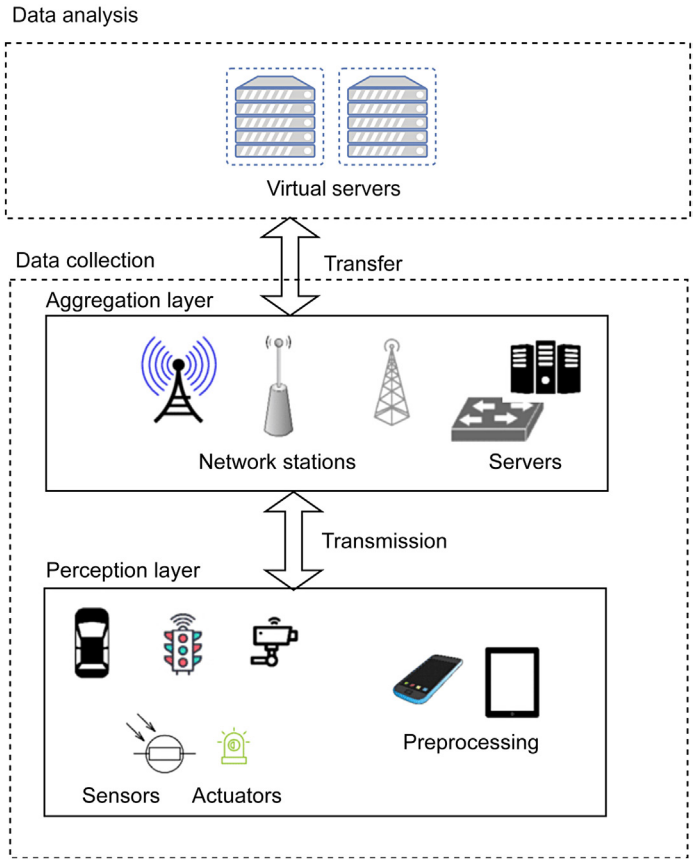 Data analysis
Virtual servers
Transfer
Data collection
Aggregation layer
Network stations
Servers
Transmission
Perception layer
Preprocessing
Sensors
Actuators